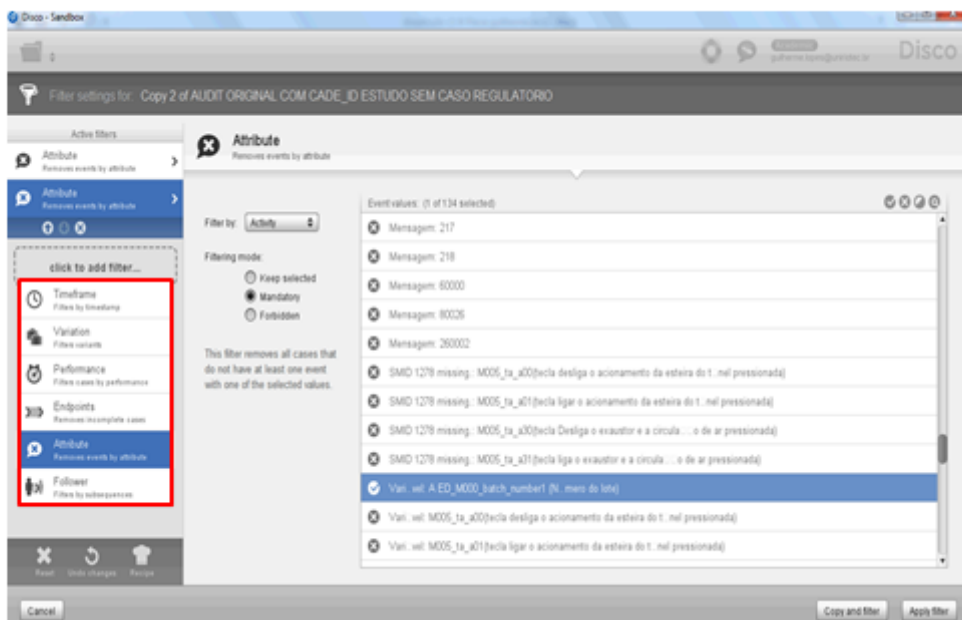 Disco - Sandbox
Disco
Filter settings for: Copy 2 of AUDIT ORIGINAL COM CADE_ID ESTUDO SEM CASO REGULATORIO
Active filters
Attribute
Removes events by attribute
Attribute
Removes events by attribute
click to add filter...
Timeframe
Filters by timestamp
Variation
Filters variants
Performance
Filters cases by performance
Endpoints
Removes incomplete cases
Attribute
Removes events by attribute
Follower
Filters by subsequences
Reset
Undo changes
Recipe
Attribute
Removes events by attribute
Filter by: Activity
Filtering mode:
Keep selected
Mandatory
Forbidden
This filter removes all cases that
do not have at least one event
with one of the selected values.
Event values: (1 of 134 selected)
Mensagem: 217
Mensagem: 218
Mensagem: 60000
Mensagem: 80026
Mensagem: 260002
SMID 1278 missing.: M005_ta_a00(tecla desliga o acionamento da esteira do t...nel pressionada)
SMID 1278 missing.: M005_ta_a01(tecla ligar o acionamento da esteira do t...nel pressionada)
SMID 1278 missing.: M005_ta_a30(tecla Desliga o exaustor e a circula......o de ar pressionada)
SMID 1278 missing.: M005_ta_a31(tecla liga o exaustor e a circula......o de ar pressionada)
Vari...vel: A ED_M000_batch_number1 (N...mero do lote)
Vari...vel: M005_ta_a00(tecla desliga o acionamento da esteira do t...nel pressionada)
Vari...vel: M005_ta_a01(tecla ligar o acionamento da esteira do t...nel pressionada)
Cancel
Copy and filter
Apply filter